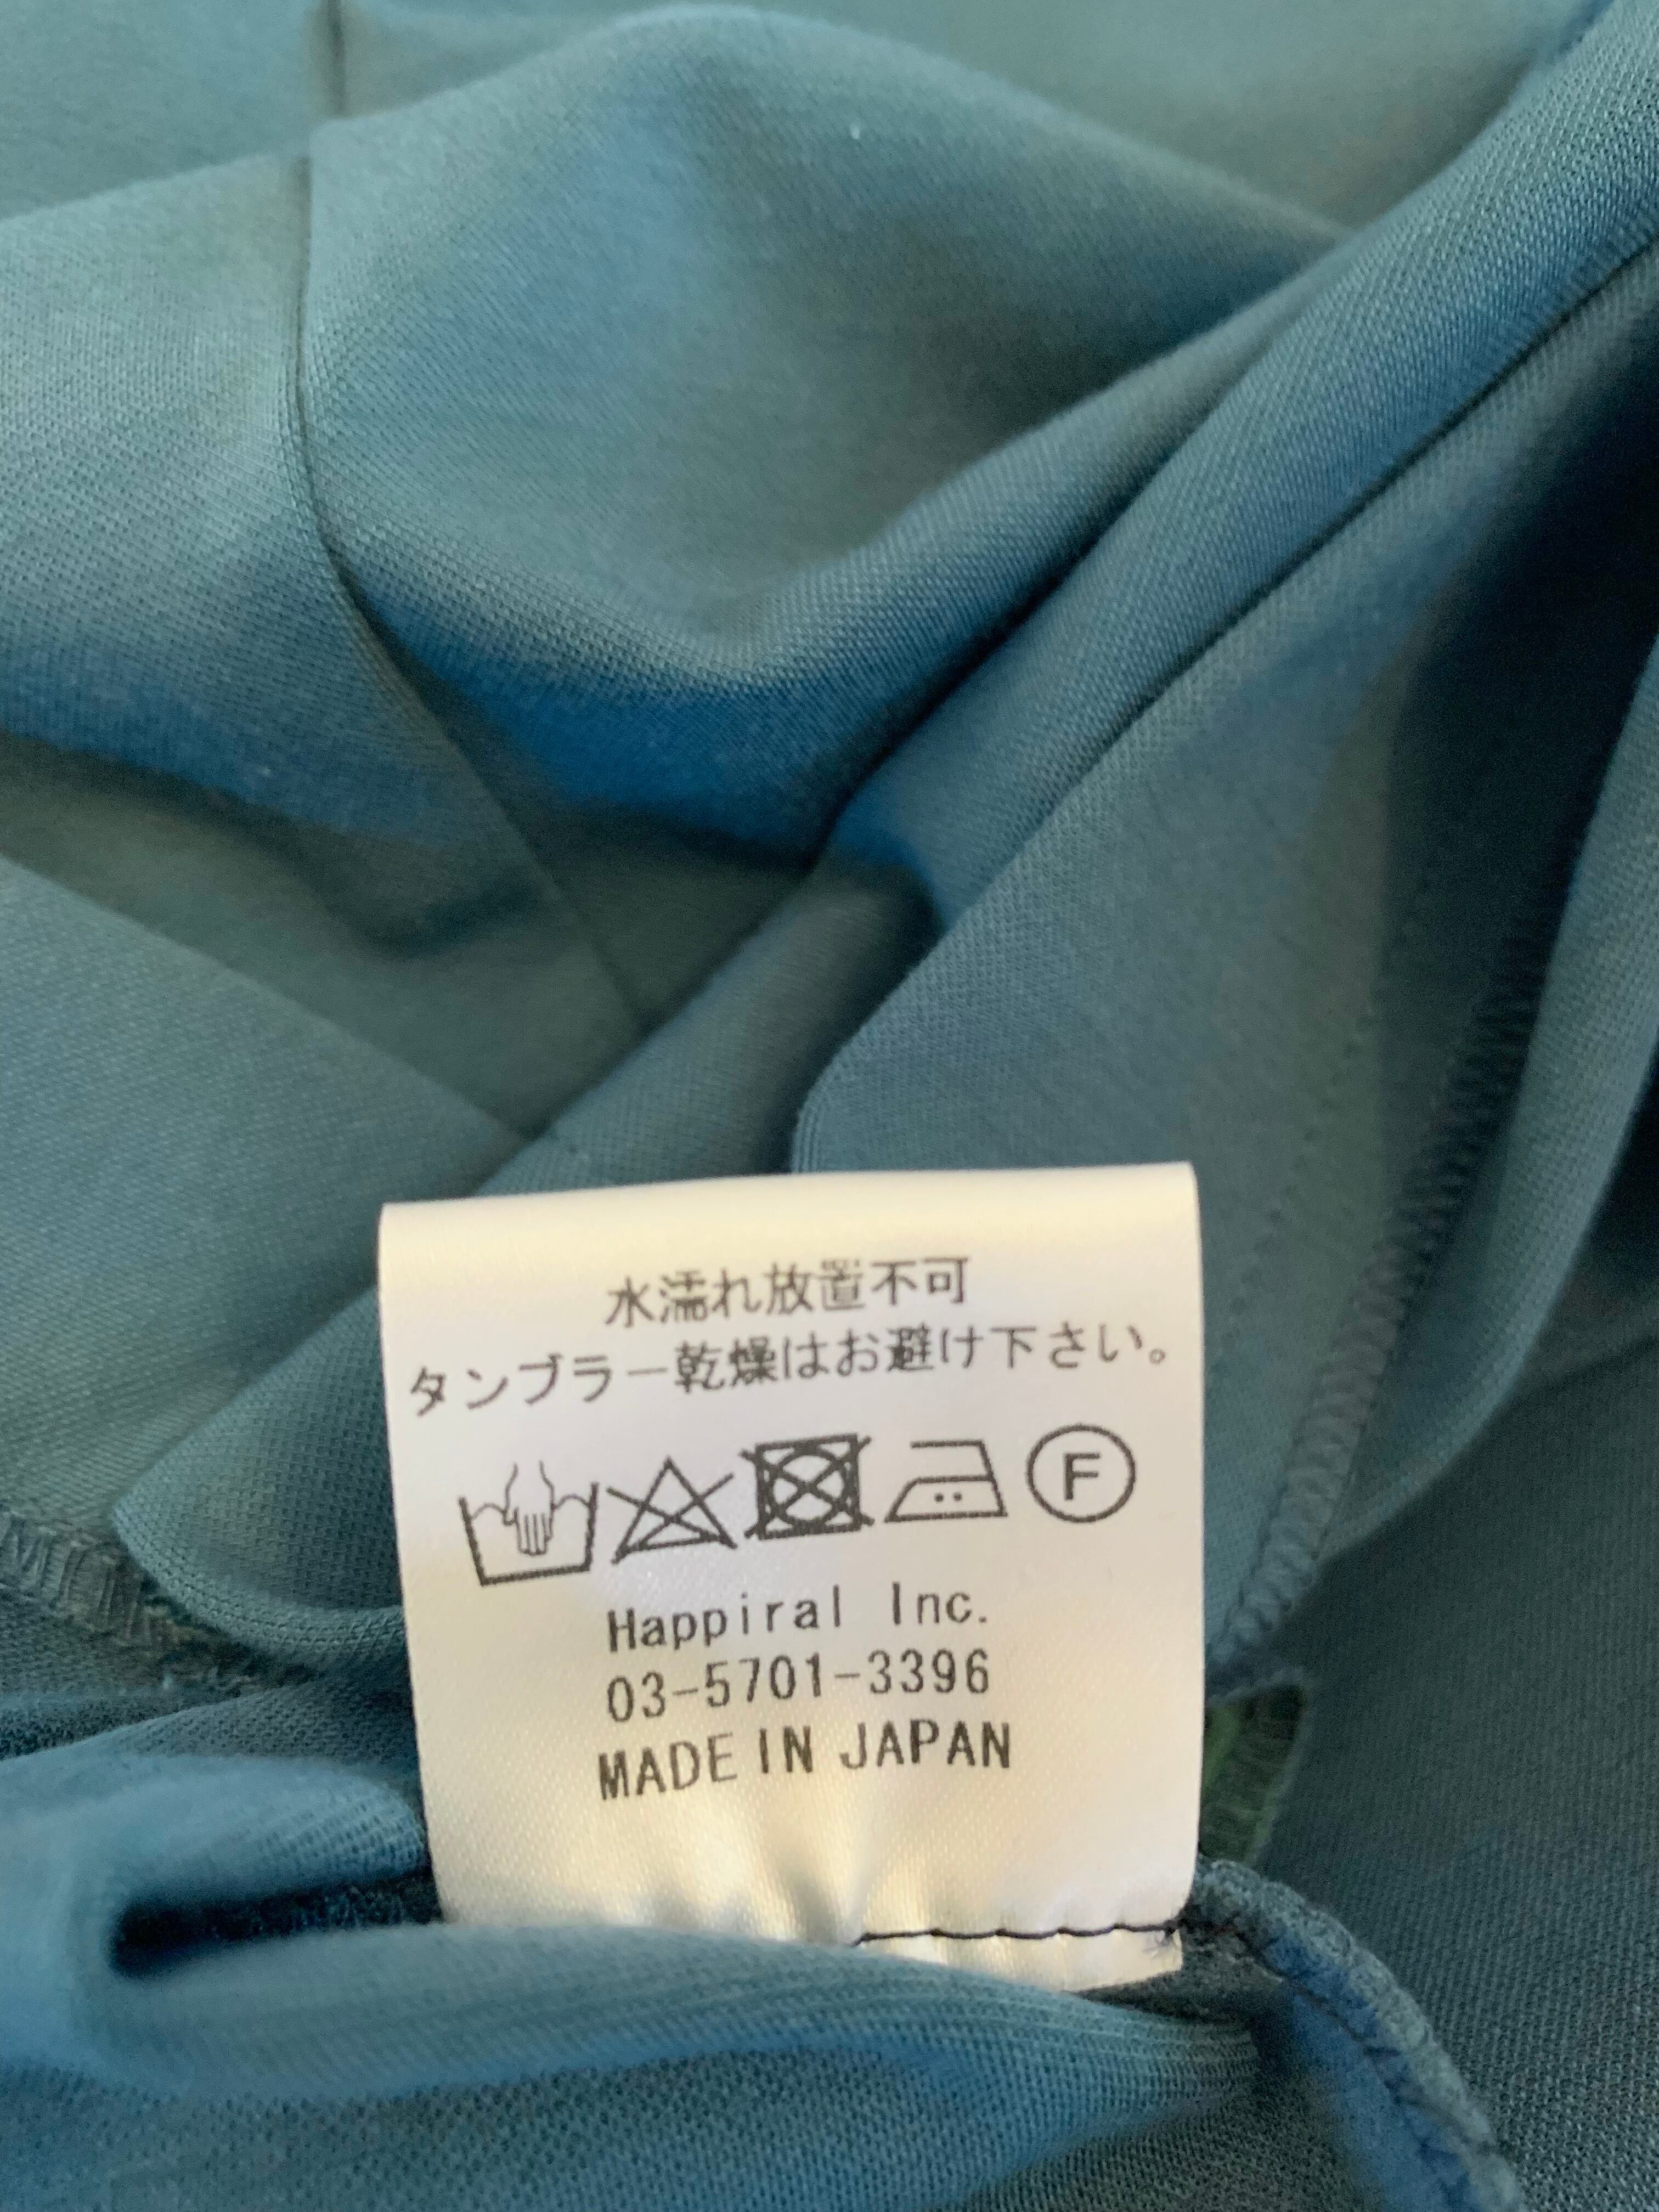 水濡れ放置不可
タンブラー乾燥はお避け下さい。
F
Happiral Inc.
03-5701-3396
MADE IN JAPAN